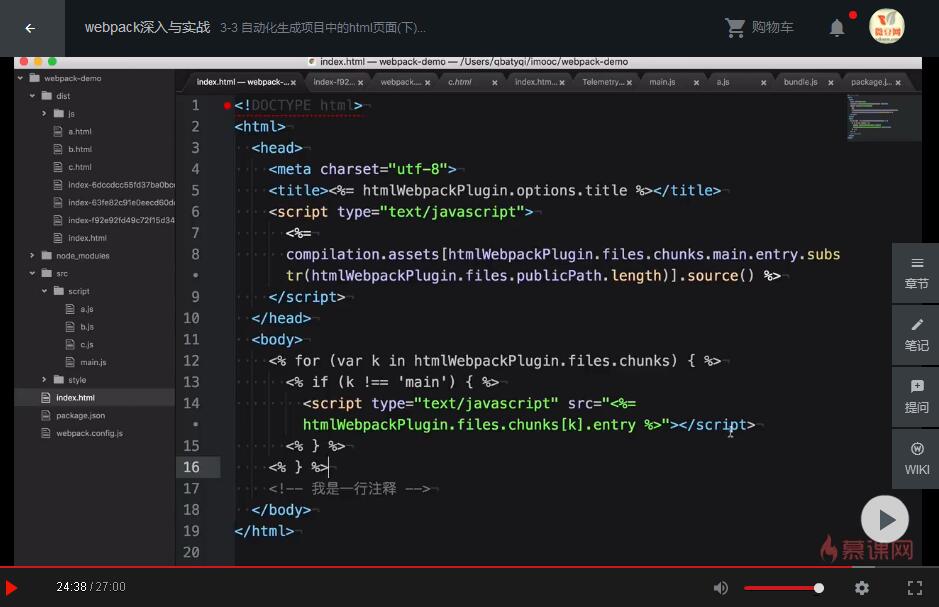 webpack深入与实战 3-3 自动化生成项目中的html页面(下)...
购物车
index.html — webpack-demo — /Users/qbatyqi/imooc/webpack-demo
webpack-demo
dist
js
a.html
b.html
c.html
index-6dccdcc55fd37ba0bc
index-63fe82c91e0eecd60d
index-f92e92fd49c72f15d34
index.html
node_modules
src
script
a.js
b.js
c.js
main.js
style
index.html
package.json
webpack.config.js
index.html — webpack-...
index-f92...
webpack....
c.html
index.htm...
Telemetry...
main.js
a.js
bundle.js
package.j...
1 <!DOCTYPE html>
2 <html>
3 <head>
4 <meta charset="utf-8">
5 <title><%= htmlWebpackPlugin.options.title %></title>
6 <script type="text/javascript">
7 <%=
8 compilation.assets[htmlWebpackPlugin.files.chunks.main.entry.subs
tr(htmlWebpackPlugin.files.publicPath.length)].source() %>
9 </script>
10 </head>
11 <body>
12 <% for (var k in htmlWebpackPlugin.files.chunks) { %>
13 <% if (k !== 'main') { %>
14 <script type="text/javascript" src="<%=
htmlWebpackPlugin.files.chunks[k].entry %>"></script>
15 <% } %>
16 <% } %>
17 <!-- 我是一行注释 -->
18 </body>
19 </html>
20
章节
笔记
提问
WIKI
慕课网
24:38 / 27:00